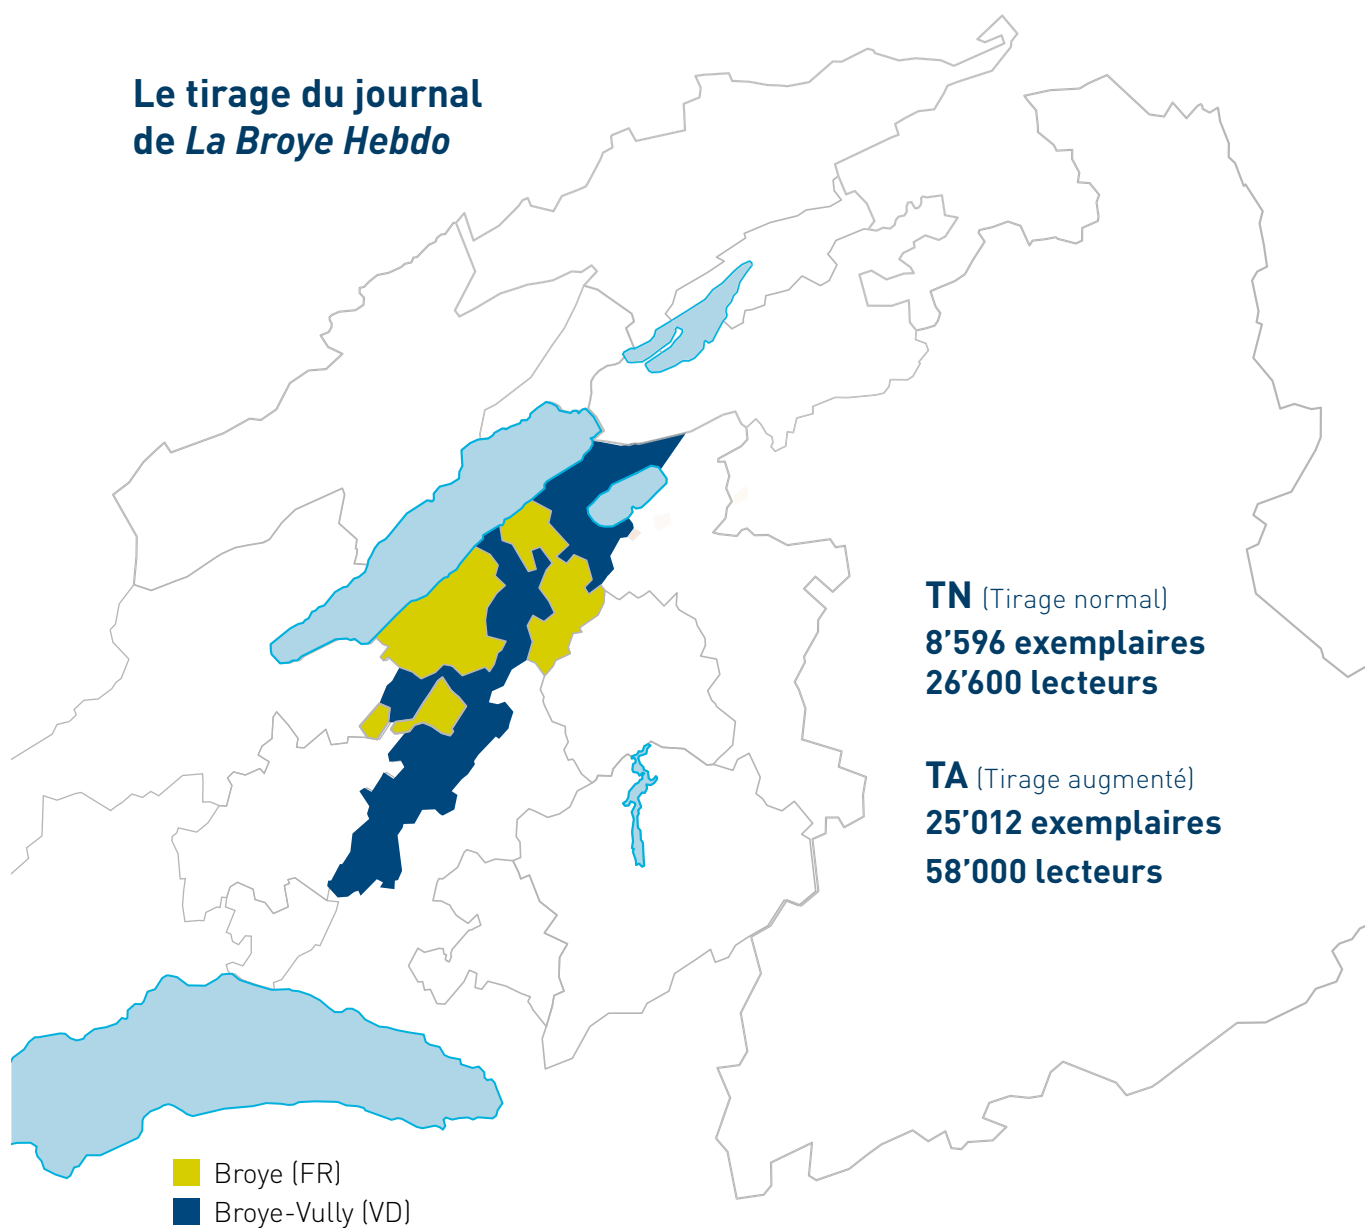 Le tirage du journal
de La Broye Hebdo
TN (Tirage normal)
8’596 exemplaires
26’600 lecteurs
TA (Tirage augmenté)
25’012 exemplaires
58’000 lecteurs
Broye (FR)
Broye-Vully (VD)